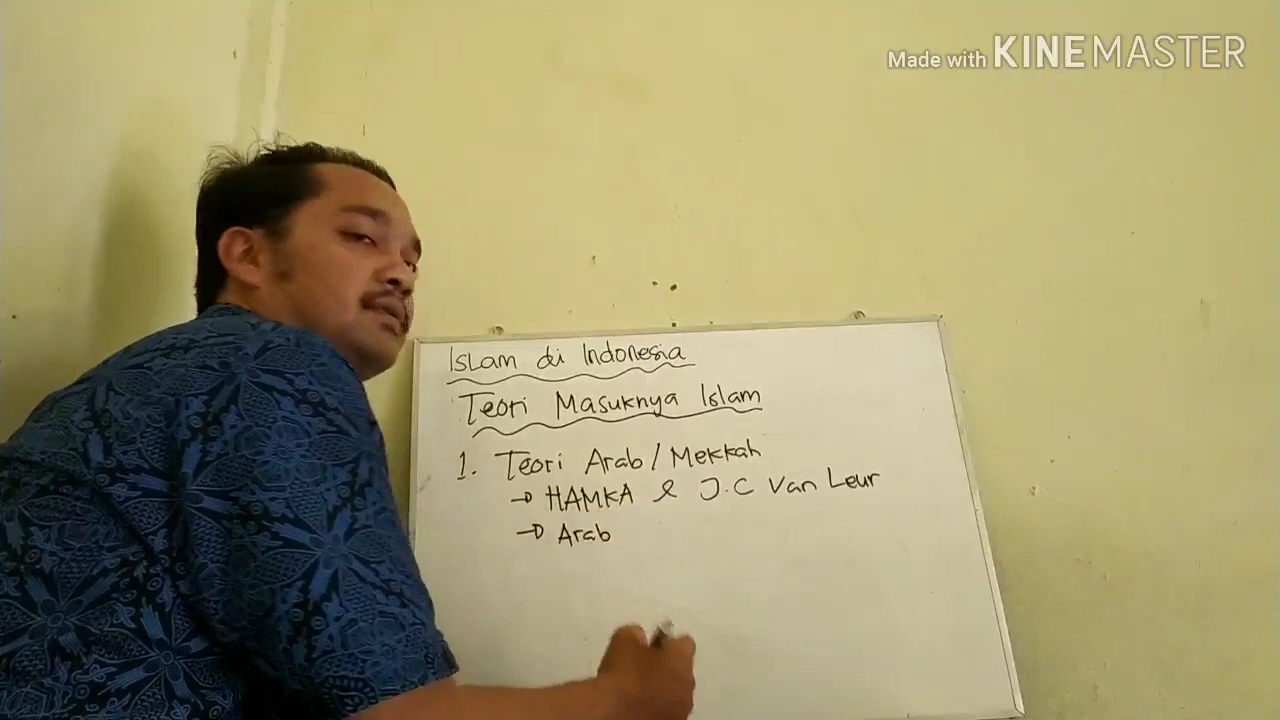 Made with KINEMASTER
Islam di Indonesia
Teori Masuknya Islam
1. Teori Arab / Mekkah
→ HAMKA & J.C Van Leur
→ Arab